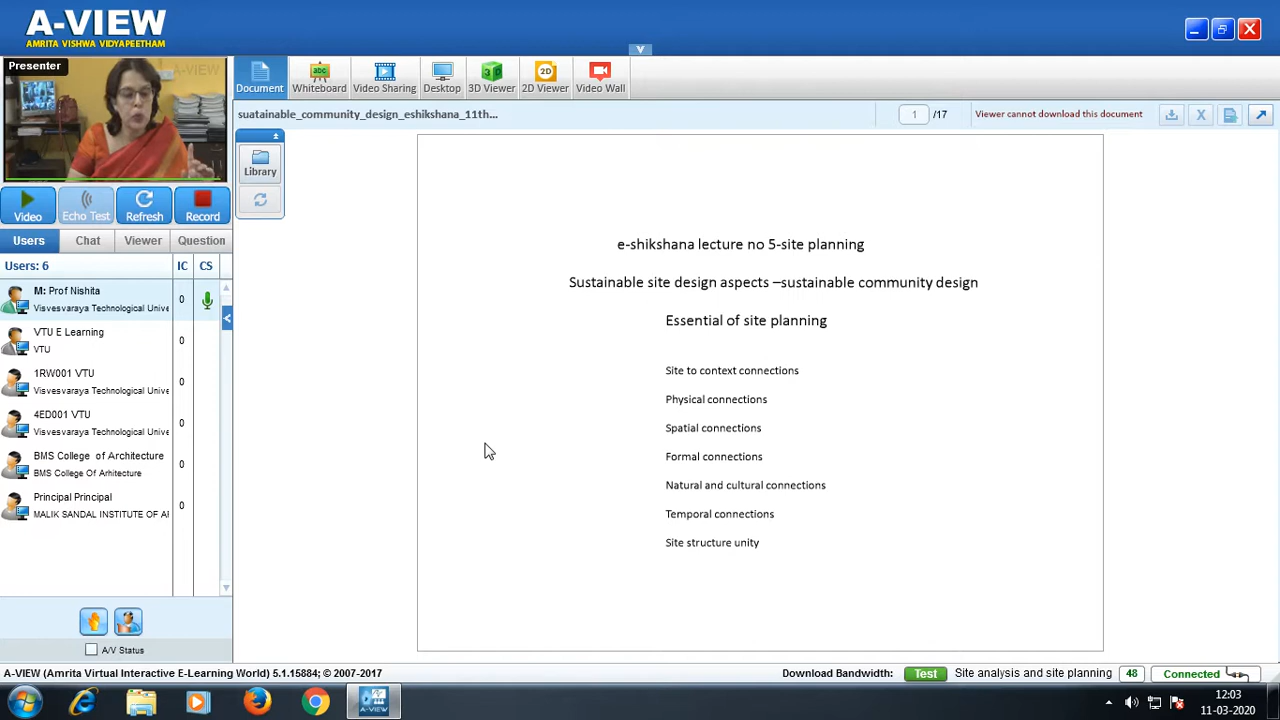 A-VIEW
AMRITA VISHWA VIDYAPEETHAM
Presenter
A-VIEW
Document
Whiteboard
Video Sharing
Desktop
3D Viewer
2D Viewer
Video Wall
suatainable_community_design_eshikshana_11th...
1 /17
Viewer cannot download this document
Library
Video
Echo Test
Refresh
Record
Users
Chat
Viewer
Question
Users: 6
IC
CS
M: Prof Nishita
Visvesvaraya Technological Unive
0
VTU E Learning
VTU
0
1RW001 VTU
Visvesvaraya Technological Unive
0
4ED001 VTU
Visvesvaraya Technological Unive
0
BMS College of Architecture
BMS College Of Arhitecture
0
Principal Principal
MALIK SANDAL INSTITUTE OF AF
0
A/V Status
e-shikshana lecture no 5-site planning
Sustainable site design aspects –sustainable community design
Essential of site planning
Site to context connections
Physical connections
Spatial connections
Formal connections
Natural and cultural connections
Temporal connections
Site structure unity
A-VIEW (Amrita Virtual Interactive E-Learning World) 5.1.15884; © 2007-2017
Download Bandwidth:
Test
Site analysis and site planning
48
Connected
12:03
11-03-2020